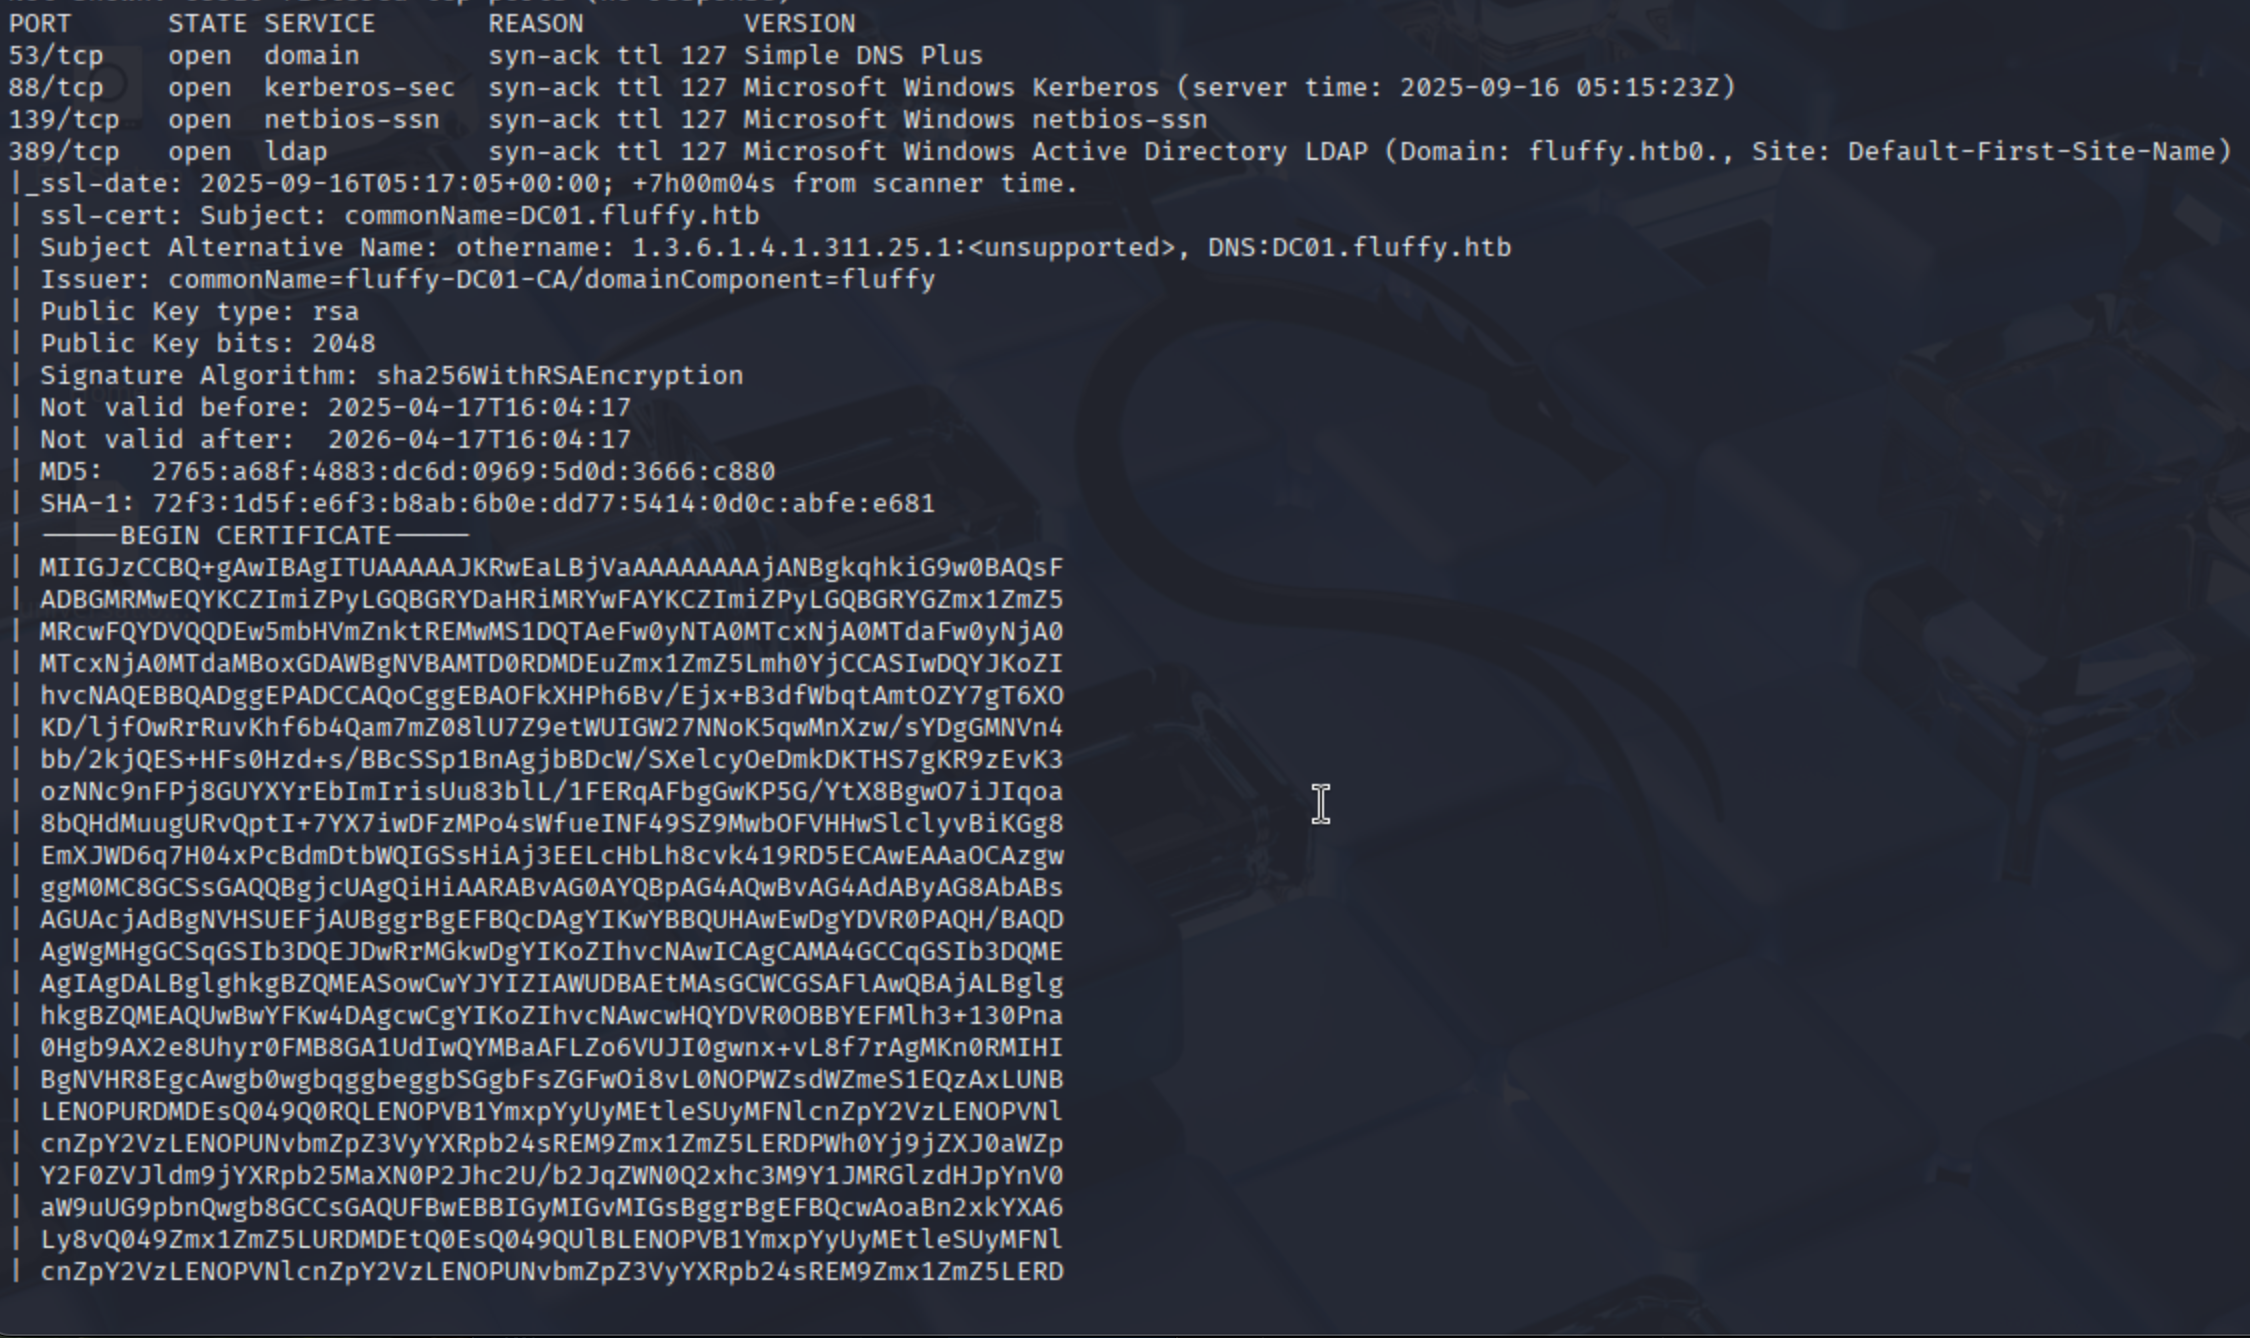 PORT STATE SERVICE REASON VERSION
53/tcp open domain syn-ack ttl 127 Simple DNS Plus
88/tcp open kerberos-sec syn-ack ttl 127 Microsoft Windows Kerberos (server time: 2025-09-16 05:15:23Z)
139/tcp open netbios-ssn syn-ack ttl 127 Microsoft Windows netbios-ssn
389/tcp open ldap syn-ack ttl 127 Microsoft Windows Active Directory LDAP (Domain: fluffy.htb0., Site: Default-First-Site-Name)
|_ssl-date: 2025-09-16T05:17:05+00:00; +7h00m04s from scanner time.
| ssl-cert: Subject: commonName=DC01.fluffy.htb
| Subject Alternative Name: othername: 1.3.6.1.4.1.311.25.1:<unsupported>, DNS:DC01.fluffy.htb
| Issuer: commonName=fluffy-DC01-CA/domainComponent=fluffy
| Public Key type: rsa
| Public Key bits: 2048
| Signature Algorithm: sha256WithRSAEncryption
| Not valid before: 2025-04-17T16:04:17
| Not valid after: 2026-04-17T16:04:17
| MD5: 2765:a68f:4883:dc6d:0969:5d0d:3666:c880
| SHA-1: 72f3:1d5f:e6f3:b8ab:6b0e:dd77:5414:0d0c:abfe:e681
| -----BEGIN CERTIFICATE-----
| MIIGJzCCBQ+gAwIBAgITUAAAAAJKRwEaLBjVaAAAAAAAAjANBgkqhkiG9w0BAQsF
| ADBGMRMwEQYKCZImiZPyLGQBGRYDaHRiMRYwFAYKCZImiZPyLGQBGRYGZmx1ZmZ5
| MRcwFQYDVQQDEw5mbHVmZnktREMwMS1DQTAeFw0yNTA0MTcxNjA0MTdaFw0yNjA0
| MTcxNjA0MTdaMBoxGDAWBgNVBAMTD0RDMDEuZmx1ZmZ5Lmh0YjCCASIwDQYJKoZI
| hvcNAQEBBQADggEPADCCAQoCggEBAOFkXHPh6Bv/Ejx+B3dfWbqtAmtOZY7gT6XO
| KD/ljfOwRrRuvKhf6b4Qam7mZ08lU7Z9etWUIGW27NNoK5qwMnXzw/sYDgGMNVn4
| bb/2kjQES+HFs0Hzd+s/BBcSSp1BnAgjbBDcW/SXelcyOeDmkDKTHS7gKR9zEvK3
| ozNNc9nFPj8GUYXYrEbImIrisUu83blL/1FERqAFbgGwKP5G/YtX8BgwO7iJIqoa
| 8bQHdMuugURvQptI+7YX7iwDFzMPo4sWfueINF49SZ9MwbOFVHHwSlclyvBiKGg8
| EmXJWD6q7H04xPcBdmDtbWQIGSsHiAj3EELcHbLh8cvk419RD5ECAwEAAaOCAzgw
| ggM0MC8GCSsGAQQBgjcUAgQiHiAARABvAG0AYQBpAG4AQwBvAG4AdAByAG8AbABs
| AGUAcjAdBgNVHSUEFjAUBggrBgEFBQcDAgYIKwYBBQUHAwEwDgYDVR0PAQH/BAQD
| AgWgMHgGCSqGSIb3DQEJDwRrMGkwDgYIKoZIhvcNAwICAgCAMA4GCCqGSIb3DQME
| AgIAgDALBglghkgBZQMEASowCwYJYIZIAWUDBAEtMAsGCWCGSAFlAwQBAjALBglg
| hkgBZQMEAQUwBwYFKw4DAgcwCgYIKoZIhvcNAwcwHQYDVR0OBBYEFMlh3+130Pna
| 0Hgb9AX2e8Uhyr0FMB8GA1UdIwQYMBaAFLZo6VUJI0gwnx+vL8f7rAgMKn0RMIHI
| BgNVHR8EgcAwgb0wgbqggbeggbSGgbFsZGFwOi8vL0NOPWZsdWZmeS1EQzAxLUNB
| LENOPURDMDEsQ049Q0RQLENOPVB1YmxpYyUyMEtleSUyMFNlcnZpY2VzLENOPVNl
| cnZpY2VzLENOPUNvbmZpZ3VyYXRpb24sREM9Zmx1ZmZ5LERDPWh0Yj9jZXJ0aWZp
| Y2F0ZVJldm9jYXRpb25MaXN0P2Jhc2U/b2JqZWN0Q2xhc3M9Y1JMRGlzdHJpYnV0
| aW9uUG9pbnQwgb8GCCsGAQUFBwEBBIGyMIGvMIGsBggrBgEFBQcwAoaBn2xkYXA6
| Ly8vQ049Zmx1ZmZ5LURDMDEtQ0EsQ049QUlBLENOPVB1YmxpYyUyMEtleSUyMFNl
| cnZpY2VzLENOPVNlcnZpY2VzLENOPUNvbmZpZ3VyYXRpb24sREM9Zmx1ZmZ5LERD